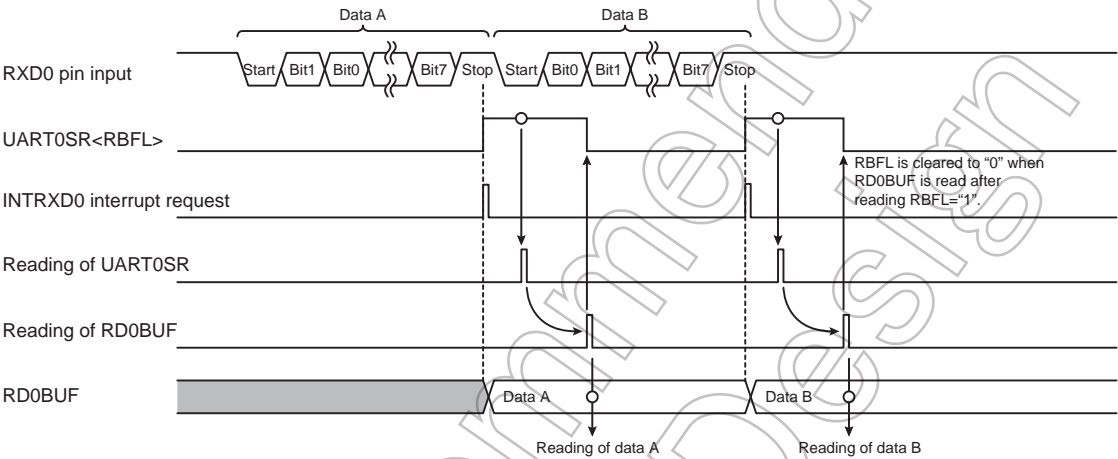 Data A
Data B
RXD0 pin input
Start
Bit1
Bit0
Bit7
Stop
Start
Bit0
Bit1
Bit7
Stop
UART0SR<RBFL>
RBFL is cleared to “0” when
RD0BUF is read after
reading RBFL=“1”.
INTRXD0 interrupt request
Reading of UART0SR
Reading of RD0BUF
RD0BUF
Data A
Data B
Reading of data A
Reading of data B